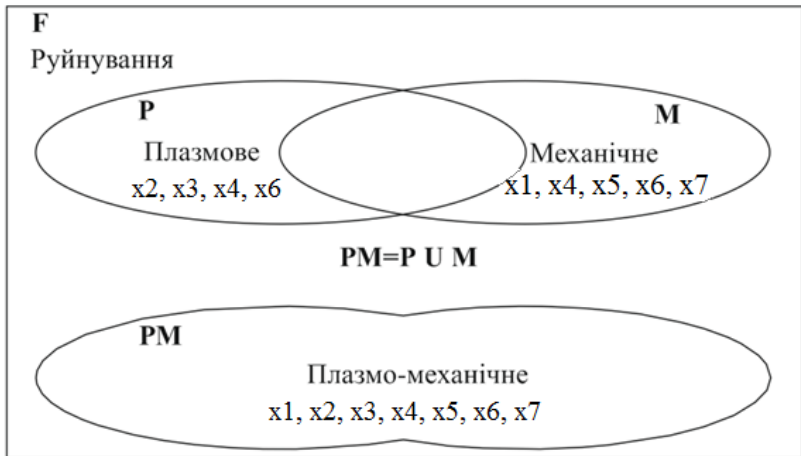 F
Руйнування
P
M
Плазмове
Механічне
x2, x3, x4, x6
x1, x4, x5, x6, x7
PM=P U M
PM
Плазмо-механічне
x1, x2, x3, x4, x5, x6, x7